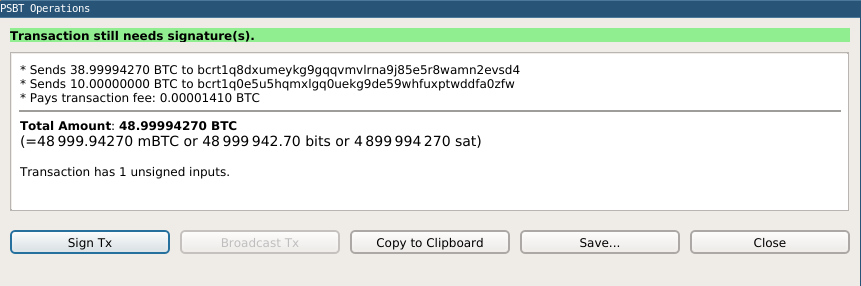 PSBT Operations
Transaction still needs signature(s).
* Sends 38.99994270 BTC to bcrt1q8dxumeykg9gqqvmvlrna9j85e5r8wamn2evsd4
* Sends 10.00000000 BTC to bcrt1q0e5u5hqmxlgq0uekg9de59whfuxptwddfa0zfw
* Pays transaction fee: 0.00001410 BTC
Total Amount: 48.99994270 BTC
(=48 999.94270 mBTC or 48 999 942.70 bits or 4 899 994 270 sat)
Transaction has 1 unsigned inputs.
Sign Tx Broadcast Tx Copy to Clipboard Save... Close